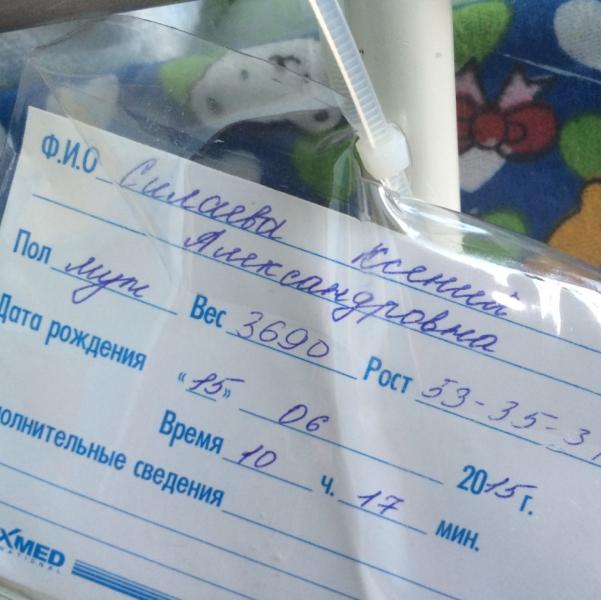 Ф.И.О Силаева Ксения
Александровна
Пол муж Вес 3690 Рост 53-35-3
Дата рождения «15» 06 2015 г.
Время 10 ч. 17 мин.
олнительные сведения
XMED
NATIONAL